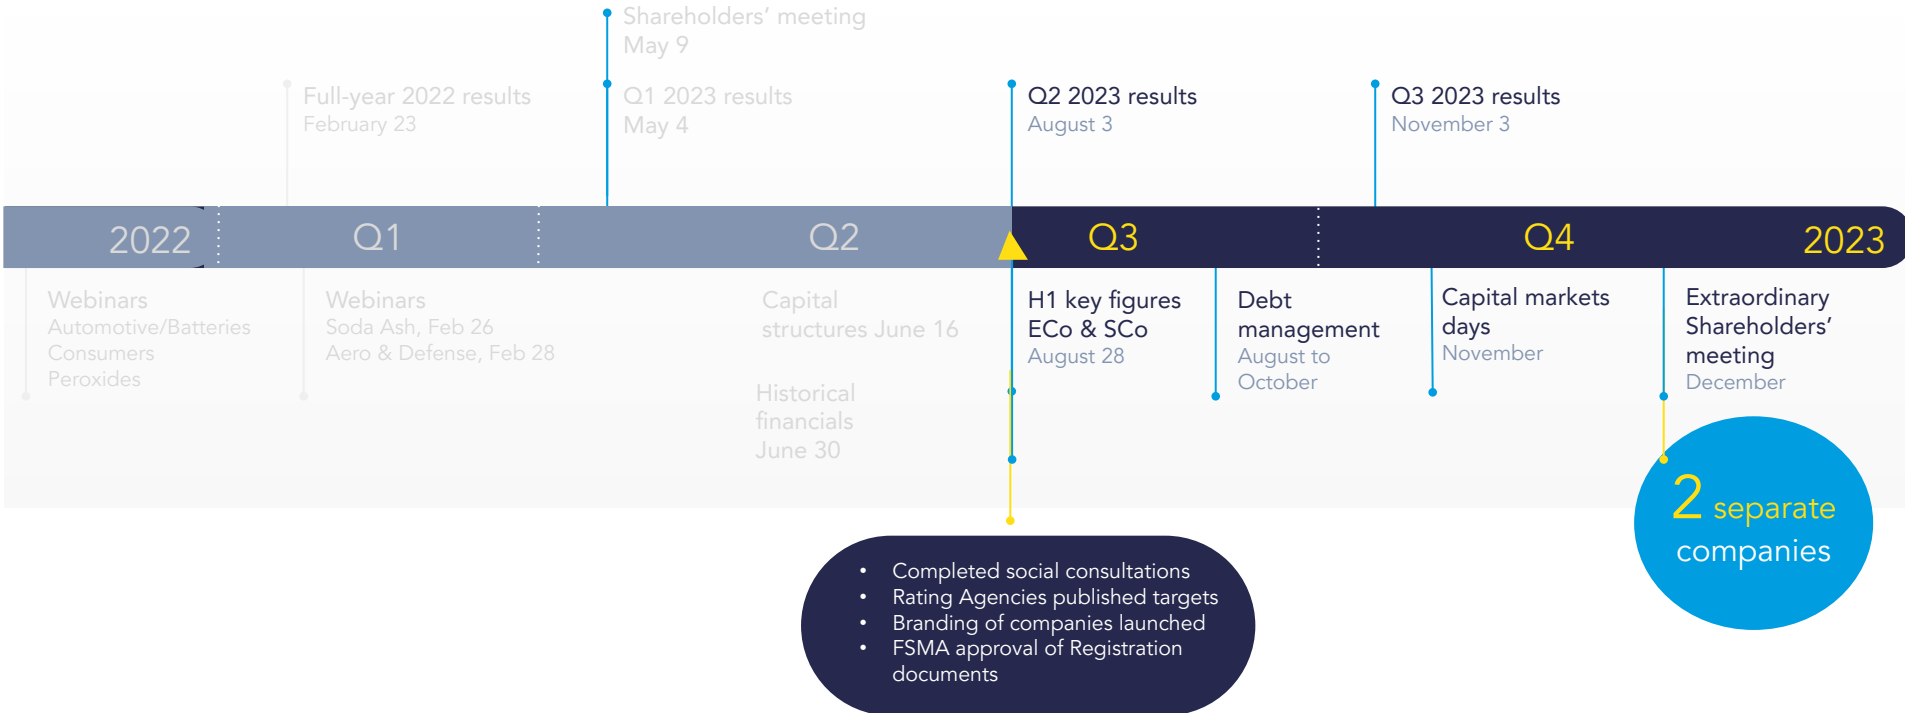 Shareholders’ meeting
May 9
Full-year 2022 results
February 23
Q1 2023 results
May 4
Q2 2023 results
August 3
Q3 2023 results
November 3
2022
Q1
Q2
Q3
Q4
2023
Webinars
Automotive/Batteries
Consumers
Peroxides
Webinars
Soda Ash, Feb 26
Aero & Defense, Feb 28
Capital
structures June 16
Historical
financials
June 30
H1 key figures
ECo & SCo
August 28
Debt
management
August to
October
Capital markets
days
November
Extraordinary
Shareholders’
meeting
December
2 separate
companies
• Completed social consultations
• Rating Agencies published targets
• Branding of companies launched
• FSMA approval of Registration
documents